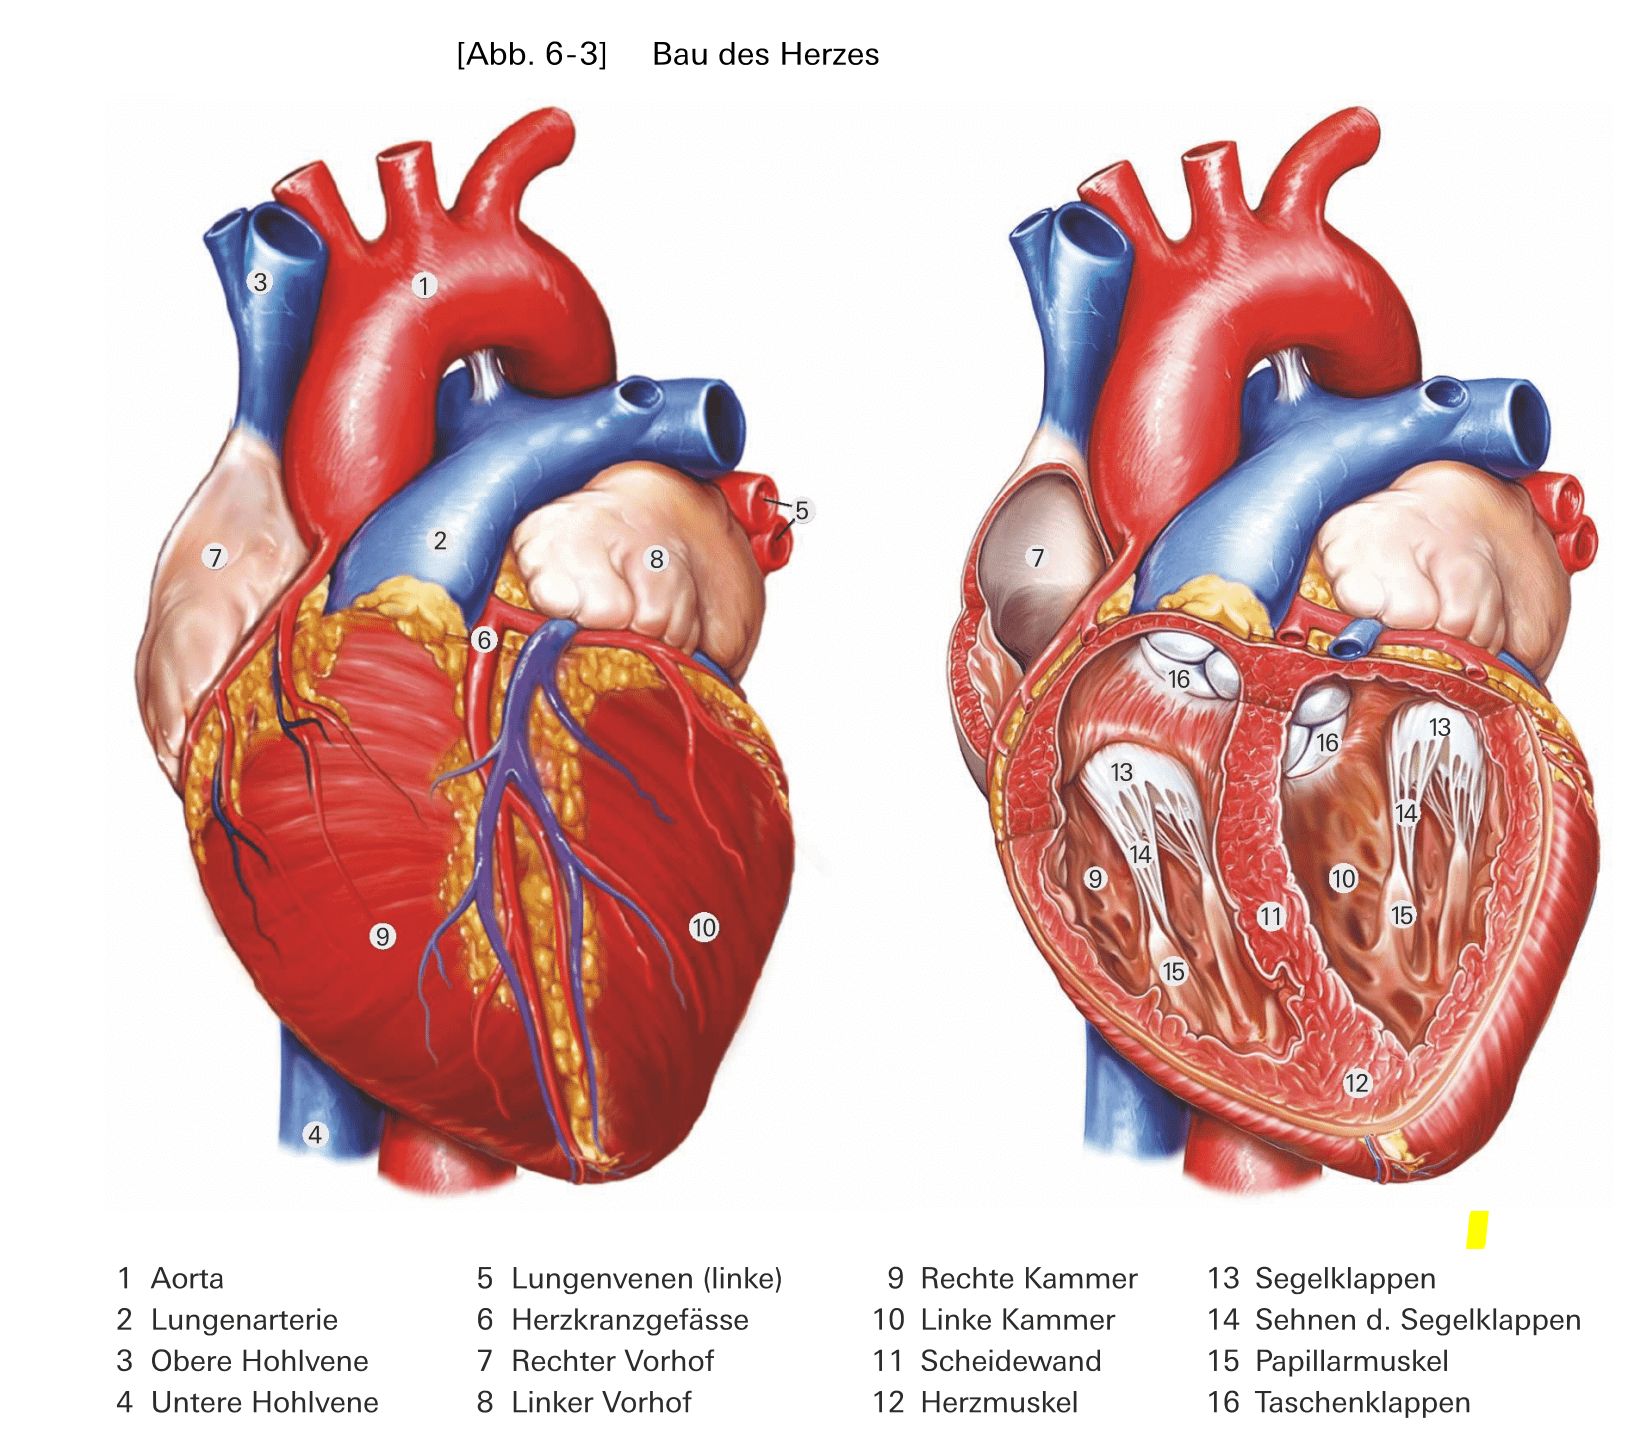 [Abb. 6-3] Bau des Herzes
3
1
5
2
7
8
6
9
10
4
7
16
13
16
13
14
14
9
10
15
11
15
12
1 Aorta
2 Lungenarterie
3 Obere Hohlvene
4 Untere Hohlvene
5 Lungenvenen (linke)
6 Herzkranzgefässe
7 Rechter Vorhof
8 Linker Vorhof
9 Rechte Kammer
10 Linke Kammer
11 Scheidewand
12 Herzmuskel
13 Segelklappen
14 Sehnen d. Segelklappen
15 Papillarmuskel
16 Taschenklappen